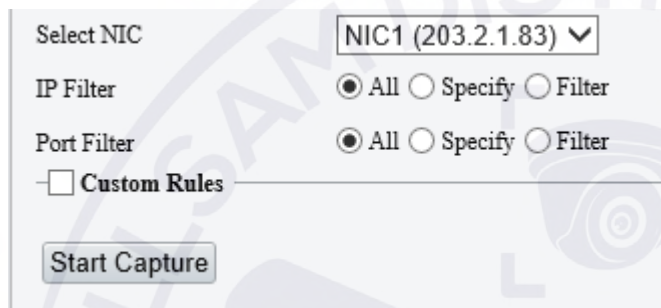 Select NIC NIC1 (203.2.1.83)
IP Filter All Specify Filter
Port Filter All Specify Filter
Custom Rules
Start Capture